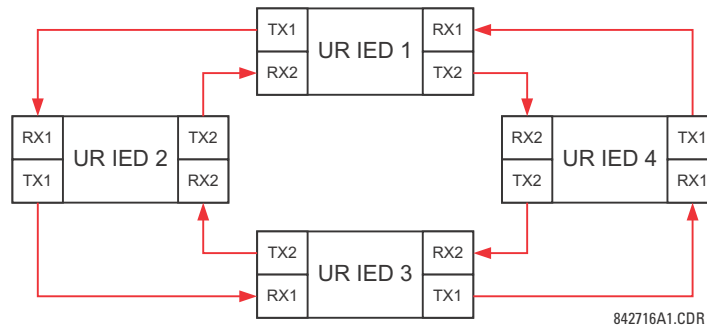 TX1
UR IED 1
RX1
RX2
TX2
RX1
UR IED 2
TX2
TX1
RX2
RX2
UR IED 4
TX1
TX2
RX1
TX2
UR IED 3
RX2
RX1
TX1
842716A1.CDR